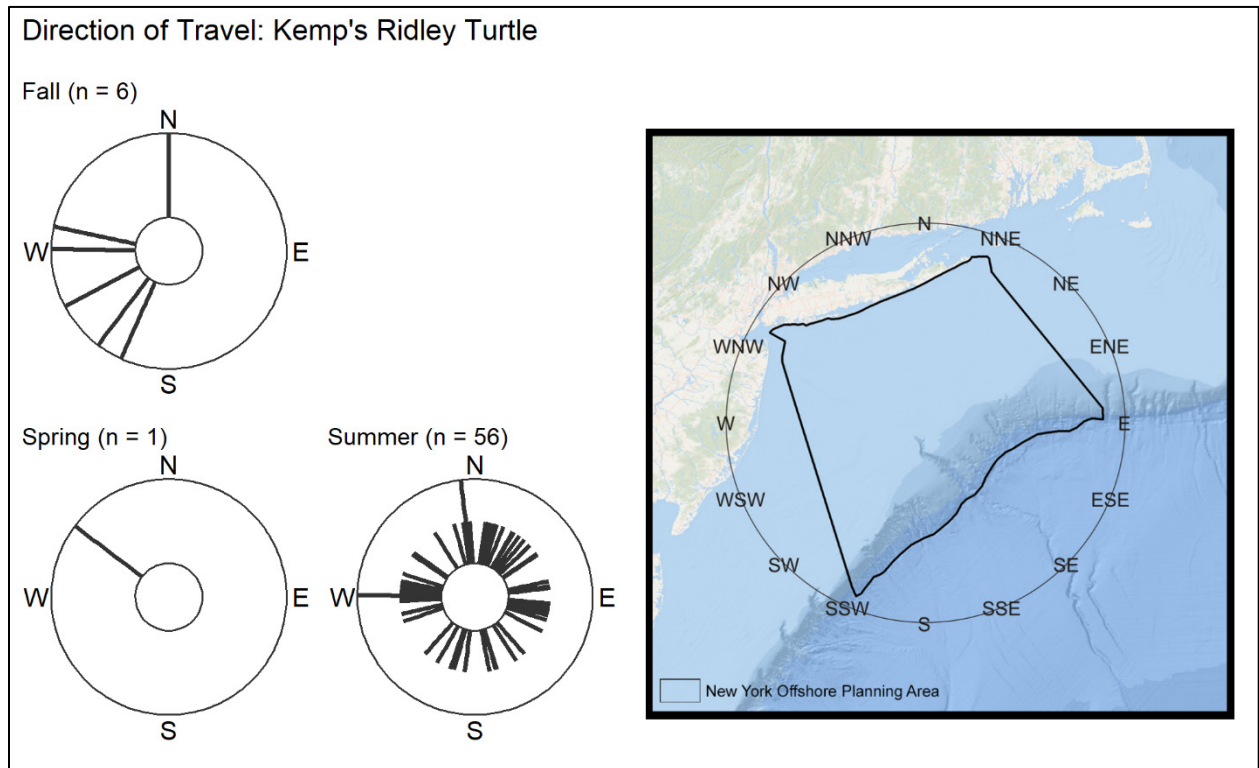 Direction of Travel: Kemp's Ridley Turtle
Fall (n = 6)
N
W
E
S
Spring (n = 1)
N
W
E
S
Summer (n = 56)
N
W
E
S
N
NNW
NNE
NW
NE
WNW
ENE
W
E
WSW
ESE
SW
SE
SSW
SSE
S
New York Offshore Planning Area